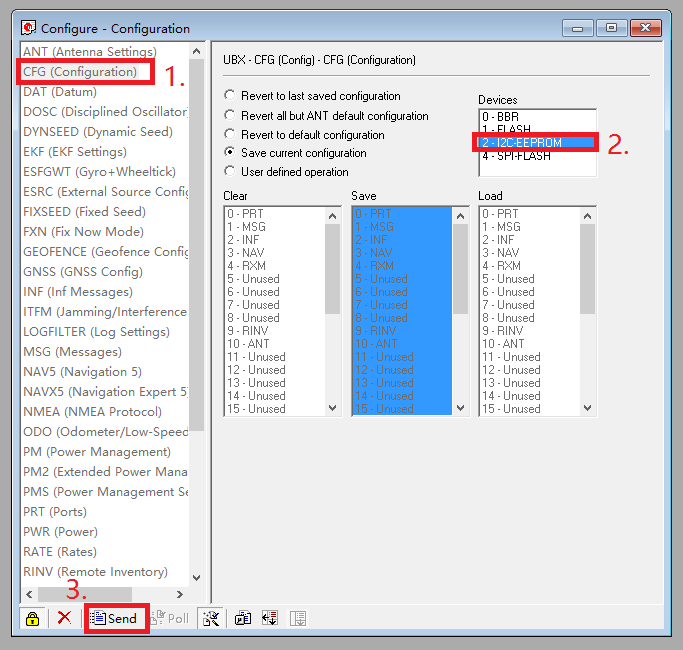 Configure - Configuration
ANT (Antenna Settings)
CFG (Configuration)
1.
DAT (Datum)
DOSC (Disciplined Oscillator)
DYNSEED (Dynamic Seed)
EKF (EKF Settings)
ESFGWT (Gyro+Wheeltick)
ESRC (External Source Config
FIXSEED (Fixed Seed)
FXN (Fix Now Mode)
GEOFENCE (Geofence Config
GNSS (GNSS Config)
INF (Inf Messages)
ITFM (Jamming/Interference
LOGFILTER (Log Settings)
MSG (Messages)
NAV5 (Navigation 5)
NAVX5 (Navigation Expert 5)
NMEA (NMEA Protocol)
ODO (Odometer/Low-Speed
PM (Power Management)
PM2 (Extended Power Mana
PMS (Power Management Se
PRT (Ports)
PWR (Power)
RATE (Rates)
RINV (Remote Inventory)
UBX - CFG (Config) - CFG (Configuration)
Revert to last saved configuration
Revert all but ANT default configuration
Revert to default configuration
Save current configuration
User defined operation
Devices
0 - BBR
1 - FLASH
2 - I2C-EEPROM
4 - SPI-FLASH
2.
Clear
0 - PRT
1 - MSG
2 - INF
3 - NAV
4 - RXM
5 - Unused
6 - Unused
7 - Unused
8 - Unused
9 - RINV
10 - ANT
11 - Unused
12 - Unused
13 - Unused
14 - Unused
15 - Unused
Save
0 - PRT
1 - MSG
2 - INF
3 - NAV
4 - RXM
5 - Unused
6 - Unused
7 - Unused
8 - Unused
9 - RINV
10 - ANT
11 - Unused
12 - Unused
13 - Unused
14 - Unused
15 - Unused
Load
0 - PRT
1 - MSG
2 - INF
3 - NAV
4 - RXM
5 - Unused
6 - Unused
7 - Unused
8 - Unused
9 - RINV
10 - ANT
11 - Unused
12 - Unused
13 - Unused
14 - Unused
15 - Unused
3.
Send
Poll